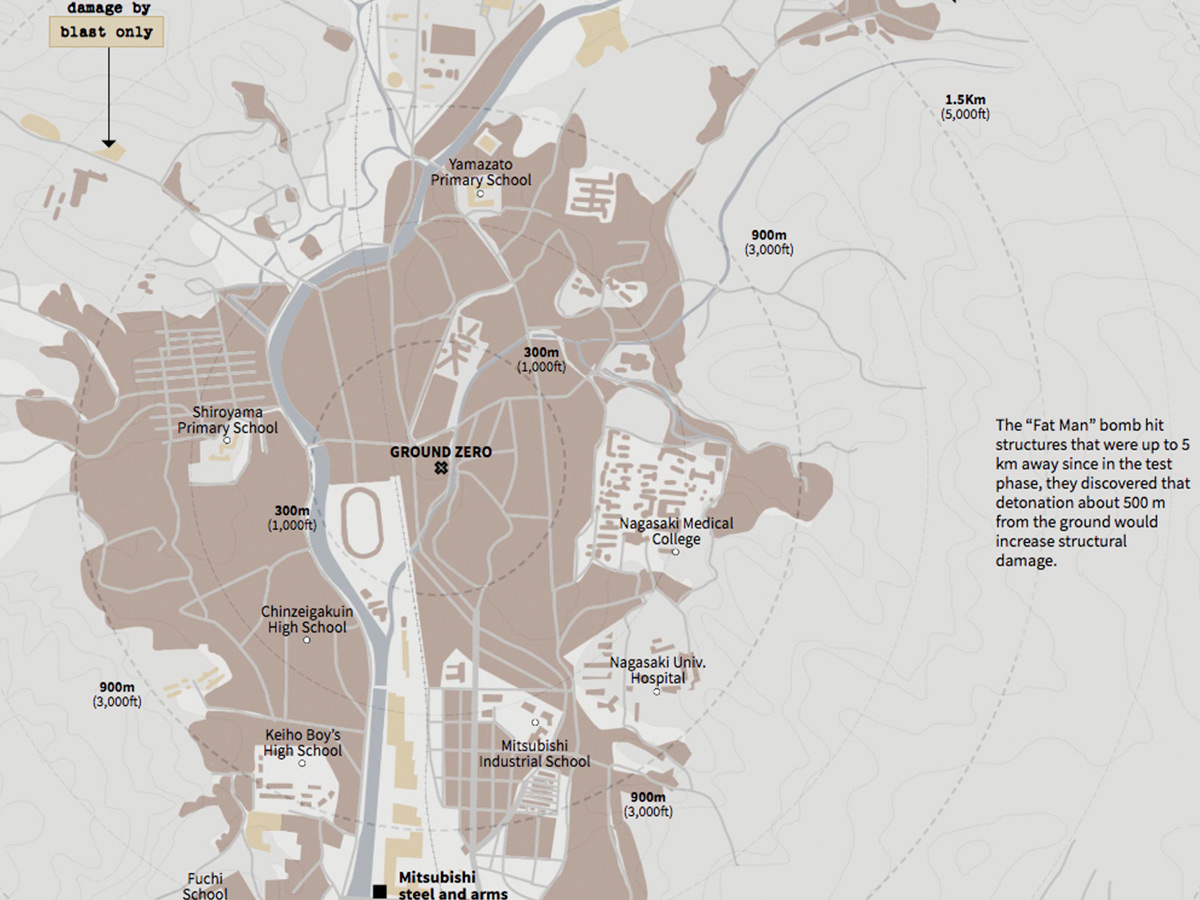 damage by
blast only
1.5Km
(5,000ft)
Yamazato
Primary School
900m
(3,000ft)
300m
(1,000ft)
Shiroyama
Primary School
GROUND ZERO
The “Fat Man” bomb hit
structures that were up to 5
km away since in the test
phase, they discovered that
detonation about 500 m
from the ground would
increase structural
damage.
300m
(1,000ft)
Nagasaki Medical
College
Chinzeigakuin
High School
Nagasaki Univ.
Hospital
900m
(3,000ft)
Keiho Boy’s
High School
Mitsubishi
Industrial School
900m
(3,000ft)
Fuchi
School
Mitsubishi
steel and arms